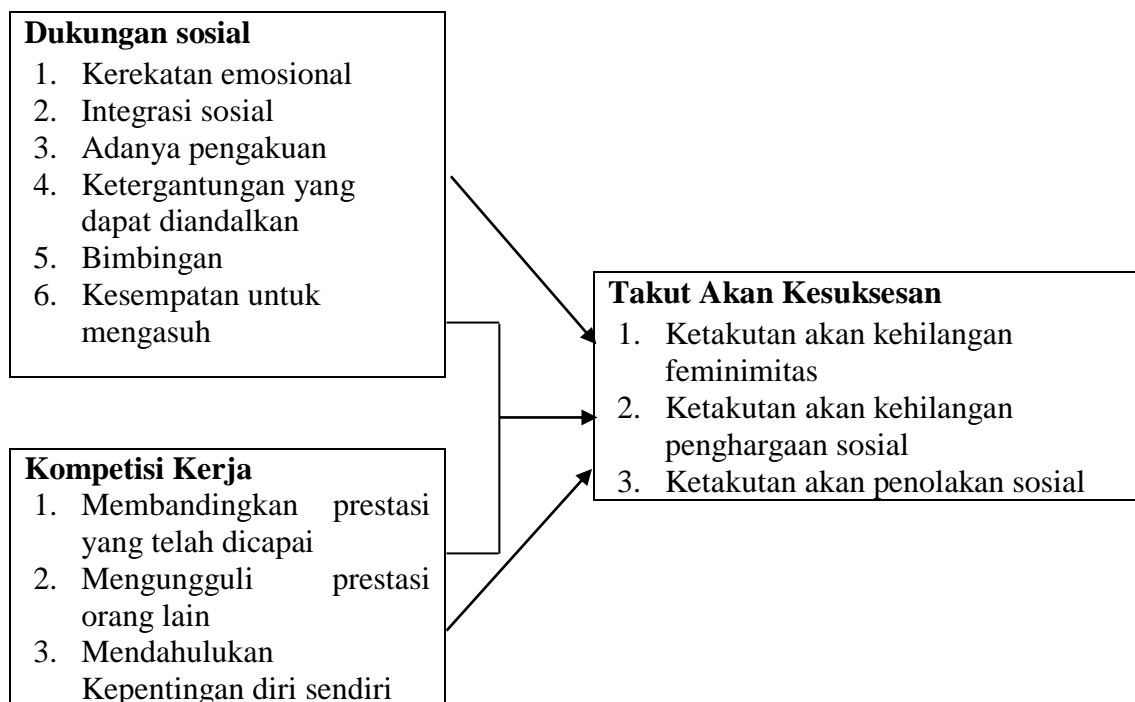 Dukungan sosial
1. Kerekatan emosional
2. Integrasi sosial
3. Adanya pengakuan
4. Ketergantungan yang
dapat diandalkan
5. Bimbingan
6. Kesempatan untuk
mengasuh
Takut Akan Kesuksesan
1. Ketakutan akan kehilangan
feminimitas
2. Ketakutan akan kehilangan
penghargaan sosial
3. Ketakutan akan penolakan sosial
Kompetisi Kerja
1. Membandingkan prestasi
yang telah dicapai
2. Mengungguli prestasi
orang lain
3. Mendahulukan
Kepentingan diri sendiri